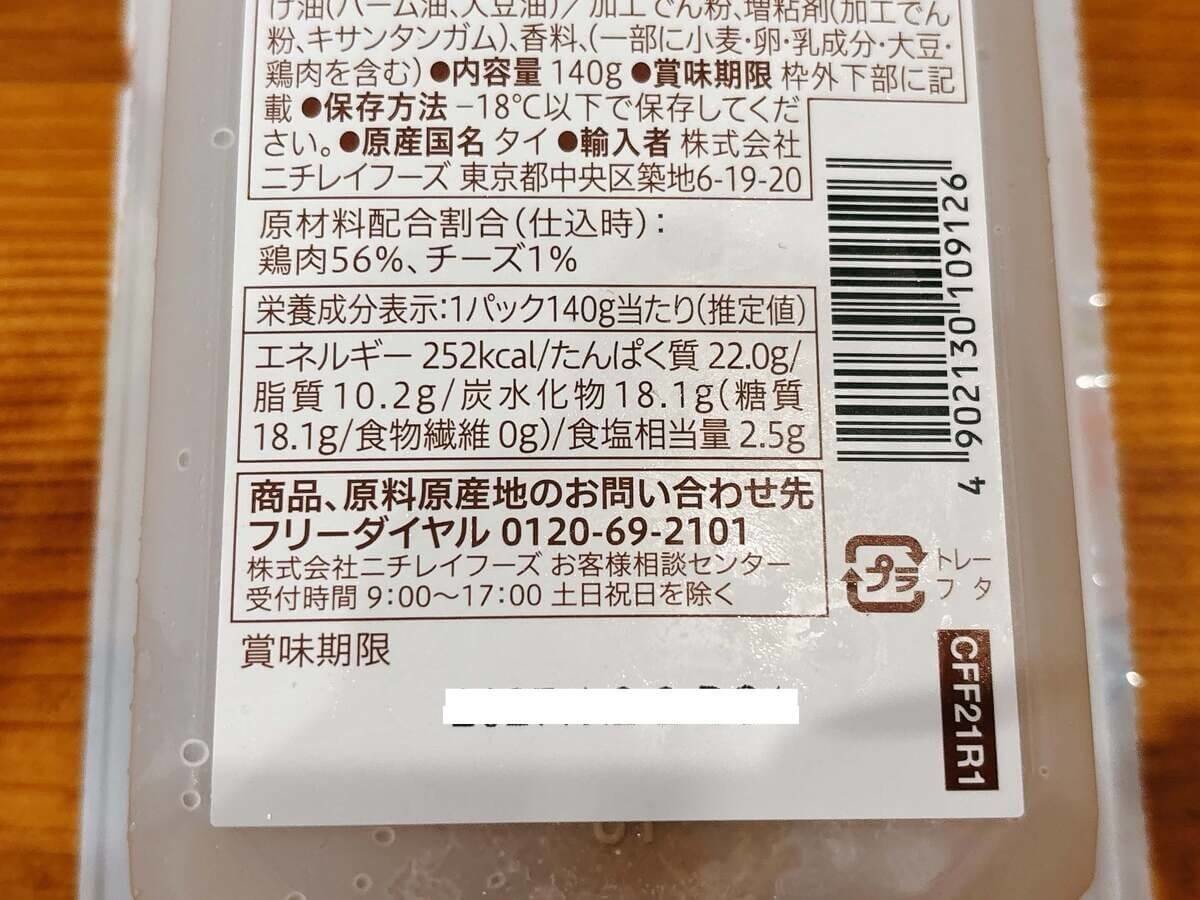 け油(パーム油、大豆油)/加工でん粉、増粘剤(加工でん
粉、キサンタンガム)、香料、(一部に小麦・卵・乳成分・大豆・
鶏肉を含む) ●内容量 140g ●賞味期限 枠外下部に記
載 ●保存方法 −18℃以下で保存してくだ
さい。●原産国名 タイ ●輸入者 株式会社
ニチレイフーズ 東京都中央区築地6-19-20
原材料配合割合(仕込時):
鶏肉56%、チーズ1%
栄養成分表示:1パック140g当たり(推定値)
エネルギー 252kcal/たんぱく質 22.0g/
脂質10.2g/炭水化物18.1g(糖質
18.1g/食物繊維 0g)/食塩相当量 2.5g
商品、原料原産地のお問い合わせ先
フリーダイヤル 0120-69-2101
株式会社ニチレイフーズ お客様相談センター
受付時間 9:00〜17:00 土日祝日を除く
賞味期限
4 902130 109126
プラ
トレー
フタ
CFF21R1